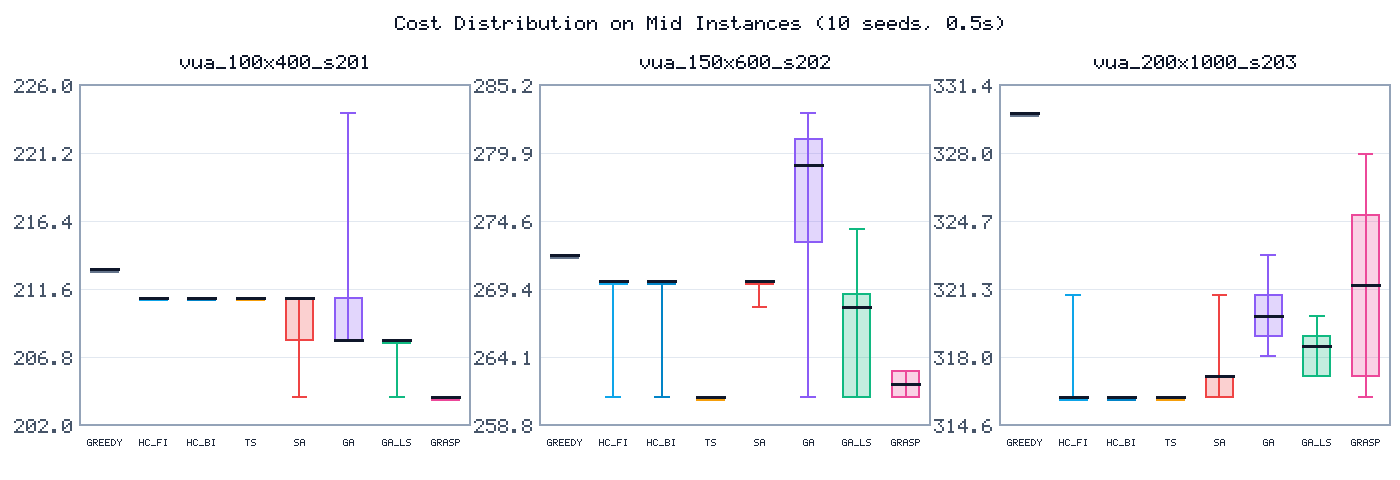 Cost Distribution on Mid Instances (10 seeds, 0.5s)
vua_100x400_s201
226.0
221.2
216.4
211.6
206.8
202.0
GREEDY HC_FI HC_BI TS SA GA GA_LS GRASP
vua_150x600_s202
285.2
279.9
274.6
269.4
264.1
258.8
GREEDY HC_FI HC_BI TS SA GA GA_LS GRASP
vua_200x1000_s203
331.4
328.0
324.7
321.3
318.0
314.6
GREEDY HC_FI HC_BI TS SA GA GA_LS GRASP